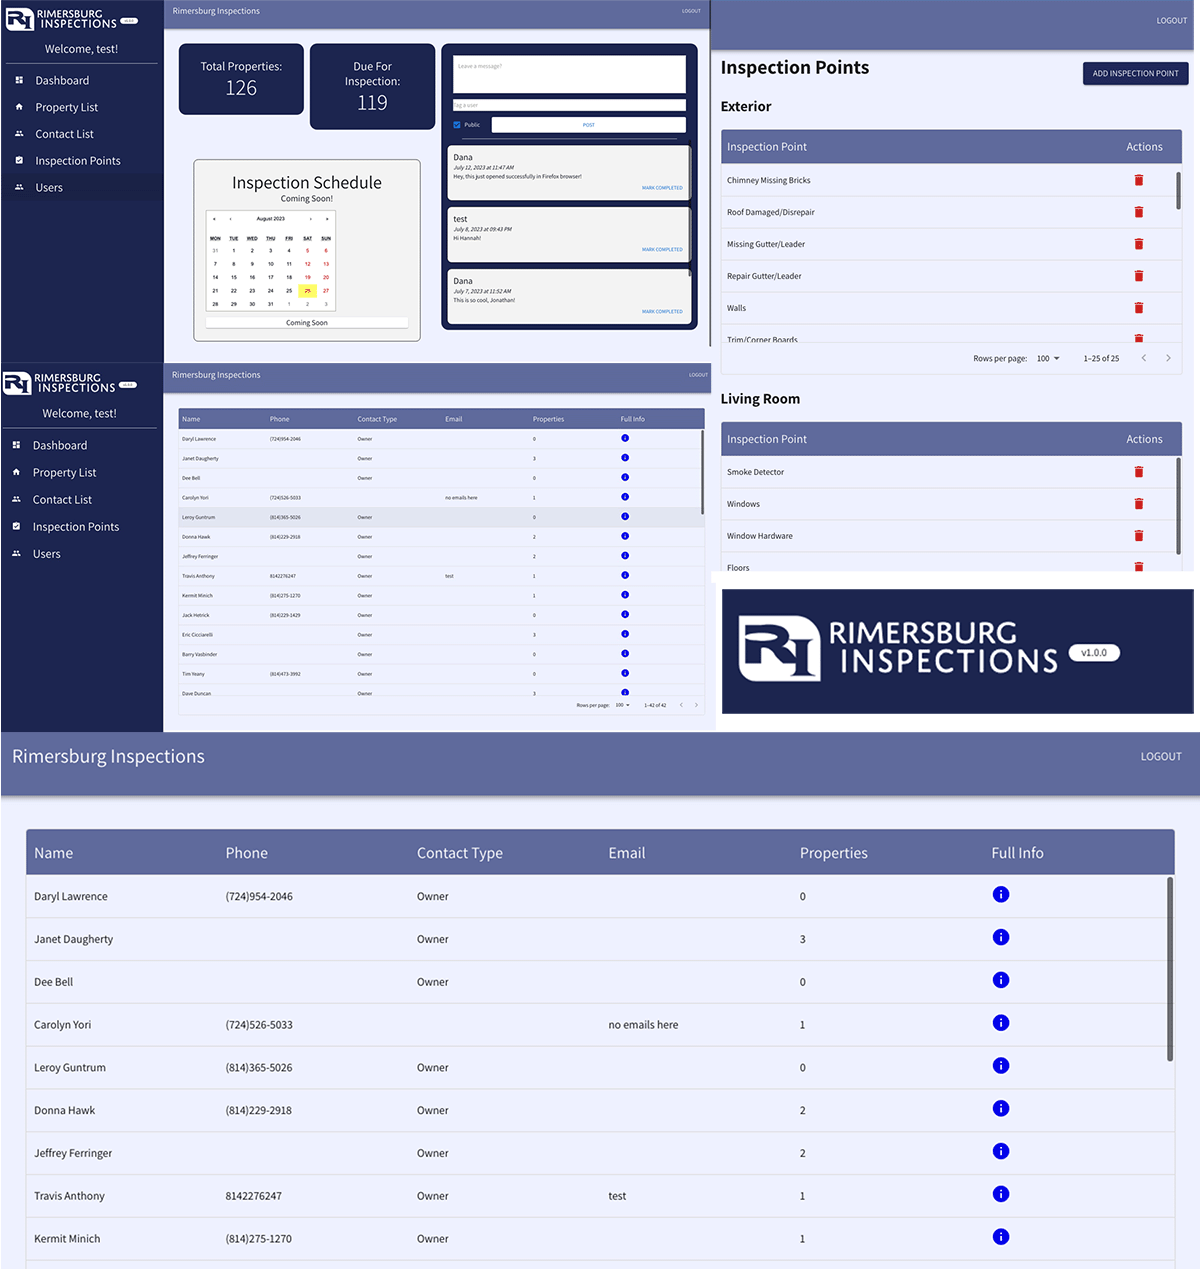 RIMERSBURG
INSPECTIONS v1.0.0
Welcome, test!
Dashboard
Property List
Contact List
Inspection Points
Users
Rimersburg Inspections LOGOUT
Total Properties:
126
Due For
Inspection:
119
Inspection Schedule
Coming Soon!
« ‹ August 2023 › »
MON TUE WED THU FRI SAT SUN
31 1 2 3 4 5 6
7 8 9 10 11 12 13
14 15 16 17 18 19 20
21 22 23 24 25 26 27
28 29 30 31 1 2 3
Coming Soon
Leave a message?
Tag a user
Public POST
Dana
July 12, 2023 at 11:47 AM
Hey, this just opened successfully in Firefox browser!
MARK COMPLETED
test
July 8, 2023 at 09:43 PM
Hi Hannah!
MARK COMPLETED
Dana
July 7, 2023 at 11:52 AM
This is so cool, Jonathan!
MARK COMPLETED
LOGOUT
Inspection Points
ADD INSPECTION POINT
Exterior
Inspection Point Actions
Chimney Missing Bricks
Roof Damaged/Disrepair
Missing Gutter/Leader
Repair Gutter/Leader
Walls
Trim/Corner Boards
Rows per page: 100 1–25 of 25
Living Room
Inspection Point Actions
Smoke Detector
Windows
Window Hardware
Floors
RIMERSBURG
INSPECTIONS v1.0.0
Welcome, test!
Dashboard
Property List
Contact List
Inspection Points
Users
Rimersburg Inspections LOGOUT
Name Phone Contact Type Email Properties Full Info
Daryl Lawrence (724)954-2046 Owner 0
Janet Daugherty Owner 3
Dee Bell Owner 0
Carolyn Yori (724)526-5033 no emails here 1
Leroy Guntrum (814)365-5026 Owner 0
Donna Hawk (814)229-2918 Owner 2
Jeffrey Ferringer Owner 2
Travis Anthony 8142276247 Owner test 1
Kermit Minich (814)275-1270 Owner 1
Jack Hetrick (814)229-1429 Owner 0
Eric Cicciarelli Owner 3
Barry Vasbinder Owner 0
Tim Yeany (814)473-3992 Owner 0
Dave Duncan Owner 3
Rows per page: 100 1–42 of 42
RI RIMERSBURG
INSPECTIONS v1.0.0
Rimersburg Inspections LOGOUT
Name Phone Contact Type Email Properties Full Info
Daryl Lawrence (724)954-2046 Owner 0
Janet Daugherty Owner 3
Dee Bell Owner 0
Carolyn Yori (724)526-5033 no emails here 1
Leroy Guntrum (814)365-5026 Owner 0
Donna Hawk (814)229-2918 Owner 2
Jeffrey Ferringer Owner 2
Travis Anthony 8142276247 Owner test 1
Kermit Minich (814)275-1270 Owner 1